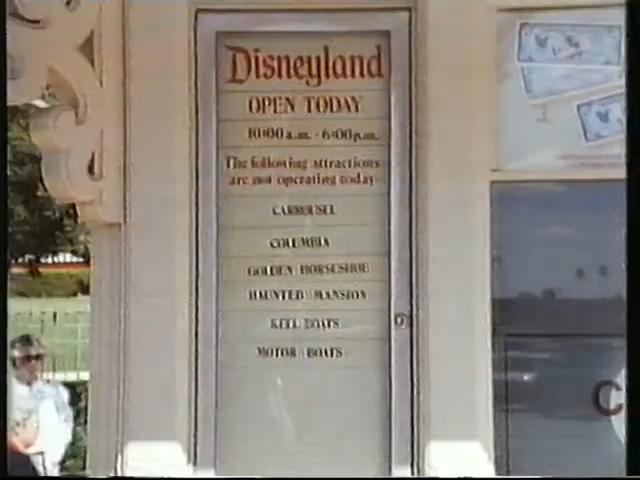 Disneyland
OPEN TODAY
10:00 a.m. - 6:00 p.m.
The following attractions
are not operating today
CARROUSEL
COLUMBIA
GOLDEN HORSESHOE
HAUNTED MANSION
KEEL BOATS
MOTOR BOATS
C